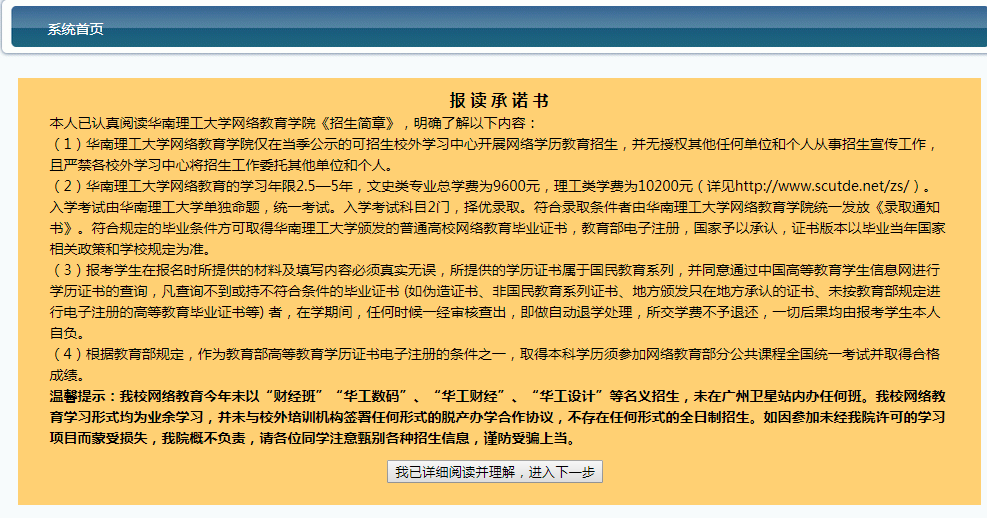 系统首页
报 读 承 诺 书
本人已认真阅读华南理工大学网络教育学院《招生简章》，明确了解以下内容：
（1）华南理工大学网络教育学院仅在当季公示的可招生校外学习中心开展网络学历教育招生，并无授权其他任何单位和个人从事招生宣传工作，
且严禁各校外学习中心将招生工作委托其他单位和个人。
（2）华南理工大学网络教育的学习年限2.5—5年，文史类专业总学费为9600元，理工类学费为10200元（详见http://www.scutde.net/zs/）。
入学考试由华南理工大学单独命题，统一考试。入学考试科目2门，择优录取。符合录取条件者由华南理工大学网络教育学院统一发放《录取通知
书》。符合规定的毕业条件方可取得华南理工大学颁发的普通高校网络教育毕业证书，教育部电子注册，国家予以承认，证书版本以毕业当年国家
相关政策和学校规定为准。
（3）报考学生在报名时所提供的材料及填写内容必须真实无误，所提供的学历证书属于国民教育系列，并同意通过中国高等教育学生信息网进行
学历证书的查询，凡查询不到或持不符合条件的毕业证书 (如伪造证书、非国民教育系列证书、地方颁发只在地方承认的证书、未按教育部规定进
行电子注册的高等教育毕业证书等) 者，在学期间，任何时候一经审核查出，即做自动退学处理，所交学费不予退还，一切后果均由报考学生本人
自负。
（4）根据教育部规定，作为教育部高等教育学历证书电子注册的条件之一，取得本科学历须参加网络教育部分公共课程全国统一考试并取得合格
成绩。
温馨提示：我校网络教育今年未以“财经班”“华工数码”、“华工财经”、“华工设计”等名义招生，未在广州卫星站内办任何班。我校网络教
育学习形式均为业余学习，并未与校外培训机构签署任何形式的脱产办学合作协议，不存在任何形式的全日制招生。如因参加未经我院许可的学习
项目而蒙受损失，我院概不负责，请各位同学注意甄别各种招生信息，谨防受骗上当。
我已详细阅读并理解，进入下一步